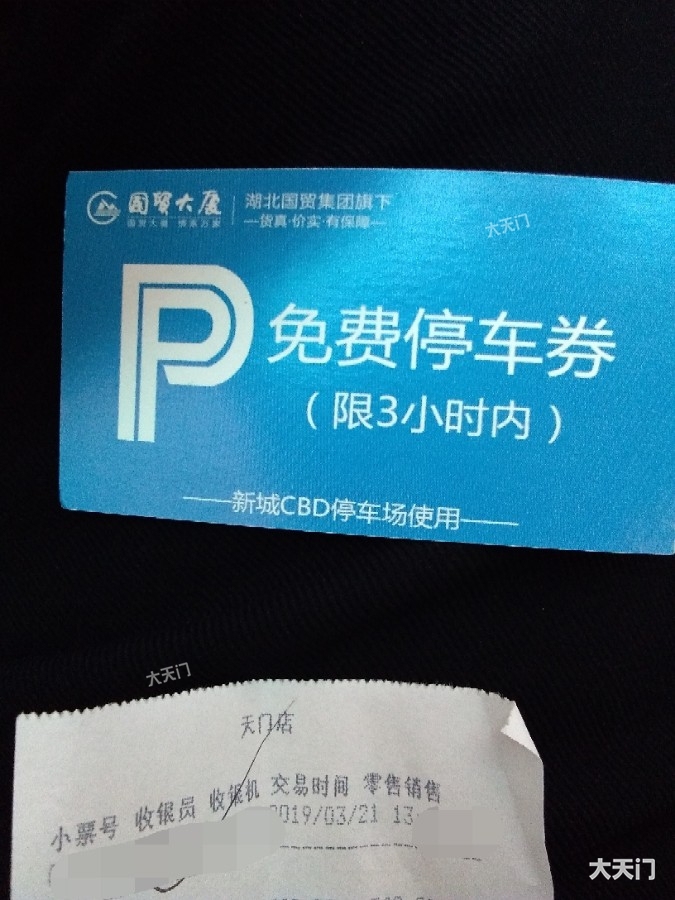 国贸大厦 湖北国贸集团旗下
国贸大厦 情系万家 —货真·价实·有保障—
大天门
P 免费停车券
（限3小时内）
——新城CBD停车场使用——
大天门
天门店
小票号 收银员 收银机 交易时间 零售销售
2019/03/21 13
大天门